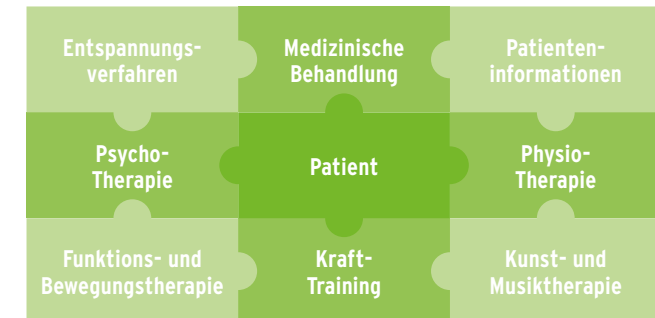 Entspannungs-
verfahren
Medizinische
Behandlung
Patienten-
informationen
Psycho-
Therapie
Patient
Physio-
Therapie
Funktions- und
Bewegungstherapie
Kraft-
Training
Kunst- und
Musiktherapie